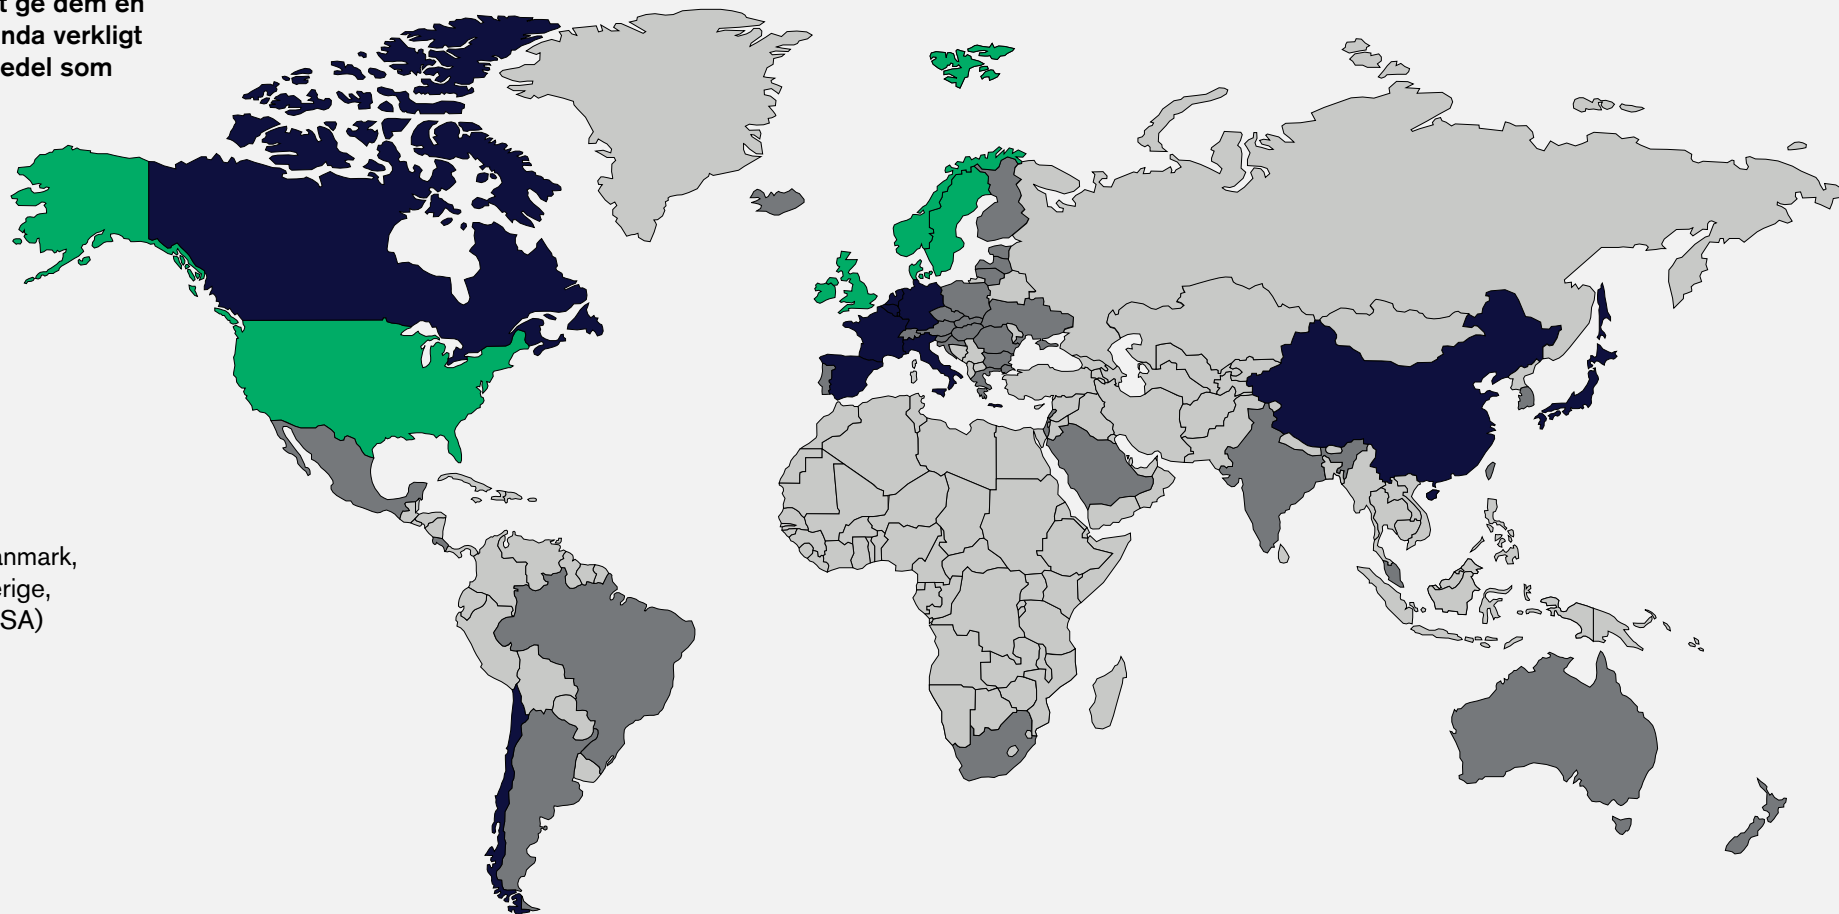 t ge dem en
nda verkligt
edel som
anmark,
erige,
SA)